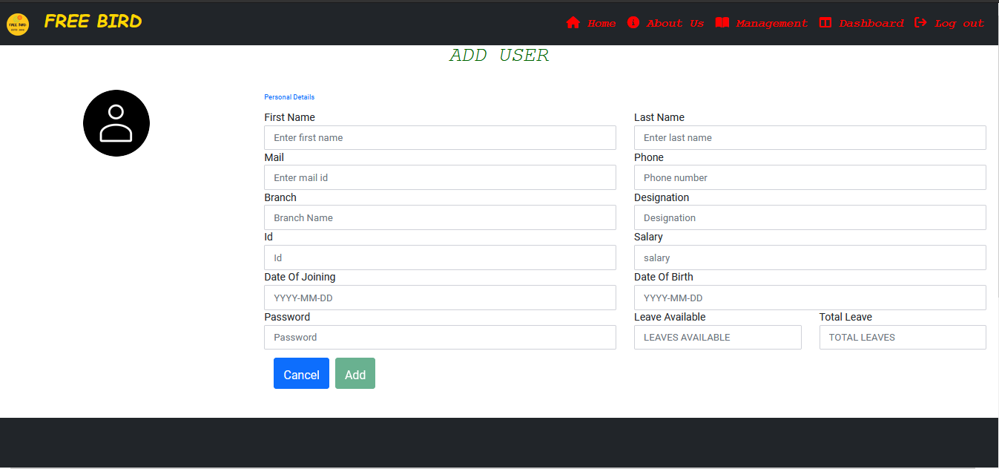 FREE BIRD
Home About Us Management Dashboard Log out
ADD USER
Personal Details
First Name Last Name
Enter first name Enter last name
Mail Phone
Enter mail id Phone number
Branch Designation
Branch Name Designation
Id Salary
Id salary
Date Of Joining Date Of Birth
YYYY-MM-DD YYYY-MM-DD
Password Leave Available Total Leave
Password LEAVES AVAILABLE TOTAL LEAVES
Cancel Add